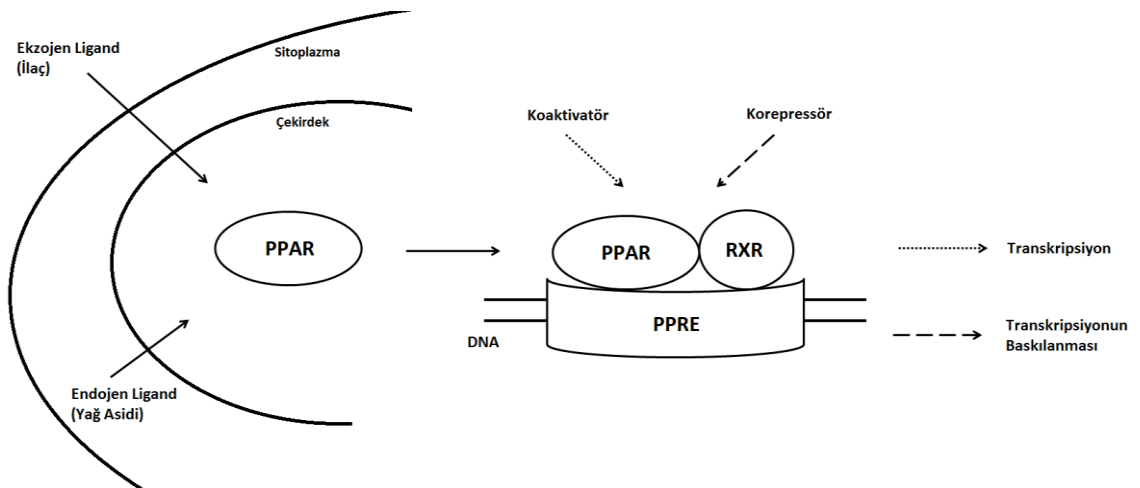 Ekzojen Ligand
(İlaç)
Sitoplazma
Çekirdek
PPAR
Endojen Ligand
(Yağ Asidi)
Koaktivatör
Korepressör
PPAR
RXR
PPRE
DNA
Transkripsiyon
Transkripsiyonun
Baskılanması